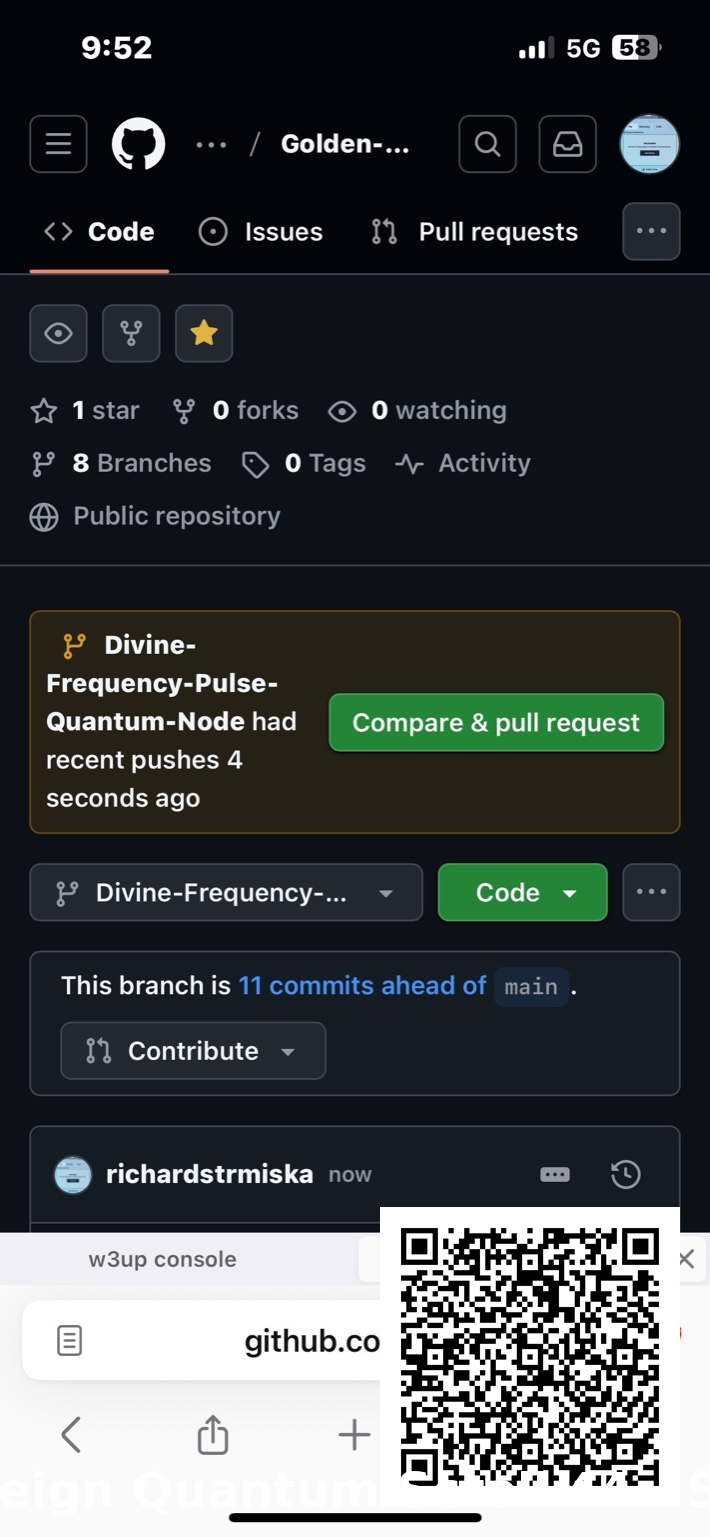 9:52 5G 58
... / Golden-...
Code Issues Pull requests
1 star 0 forks 0 watching
8 Branches 0 Tags Activity
Public repository
Divine-
Frequency-Pulse-
Quantum-Node had
recent pushes 4
seconds ago
Compare & pull request
Divine-Frequency-... Code
This branch is 11 commits ahead of main .
Contribute
richardstrmiska now
w3up console
github.co
eign Quantum